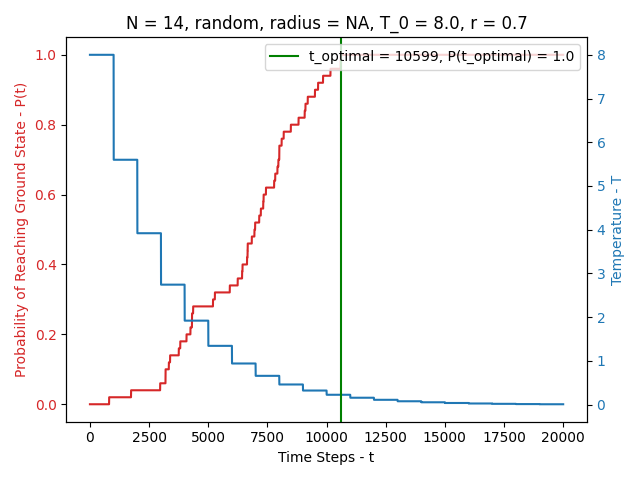 N = 14, random, radius = NA, T_0 = 8.0, r = 0.7
t_optimal = 10599, P(t_optimal) = 1.0
Probability of Reaching Ground State - P(t)
1.0
0.8
0.6
0.4
0.2
0.0
8
7
6
5
4
3
2
1
0
Temperature - T
0 2500 5000 7500 10000 12500 15000 17500 20000
Time Steps - t